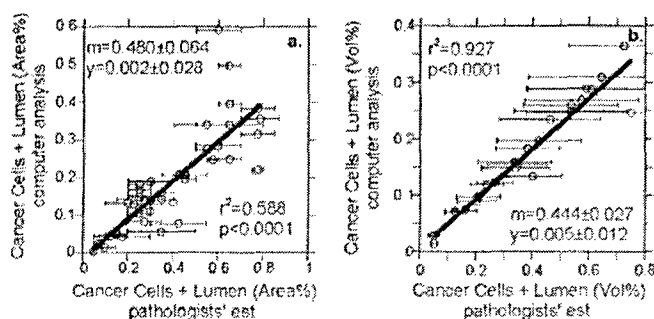 a.
m=0.480±0.064
y=0.002±0.028
r²=0.588
p<0.0001
0.6
0.5
0.4
0.3
0.2
0.1
0
Cancer Cells + Lumen (Area%)
computer analysis
0 0.2 0.4 0.6 0.8 1
Cancer Cells + Lumen (Area%)
pathologists' est
b.
r²=0.927
p<0.0001
m=0.444±0.027
y=0.005±0.012
0.4
0.3
0.2
0.1
0
Cancer Cells + Lumen (Vol%)
computer analysis
0 0.2 0.4 0.6 0.8
Cancer Cells + Lumen (Vol%)
pathologists' est